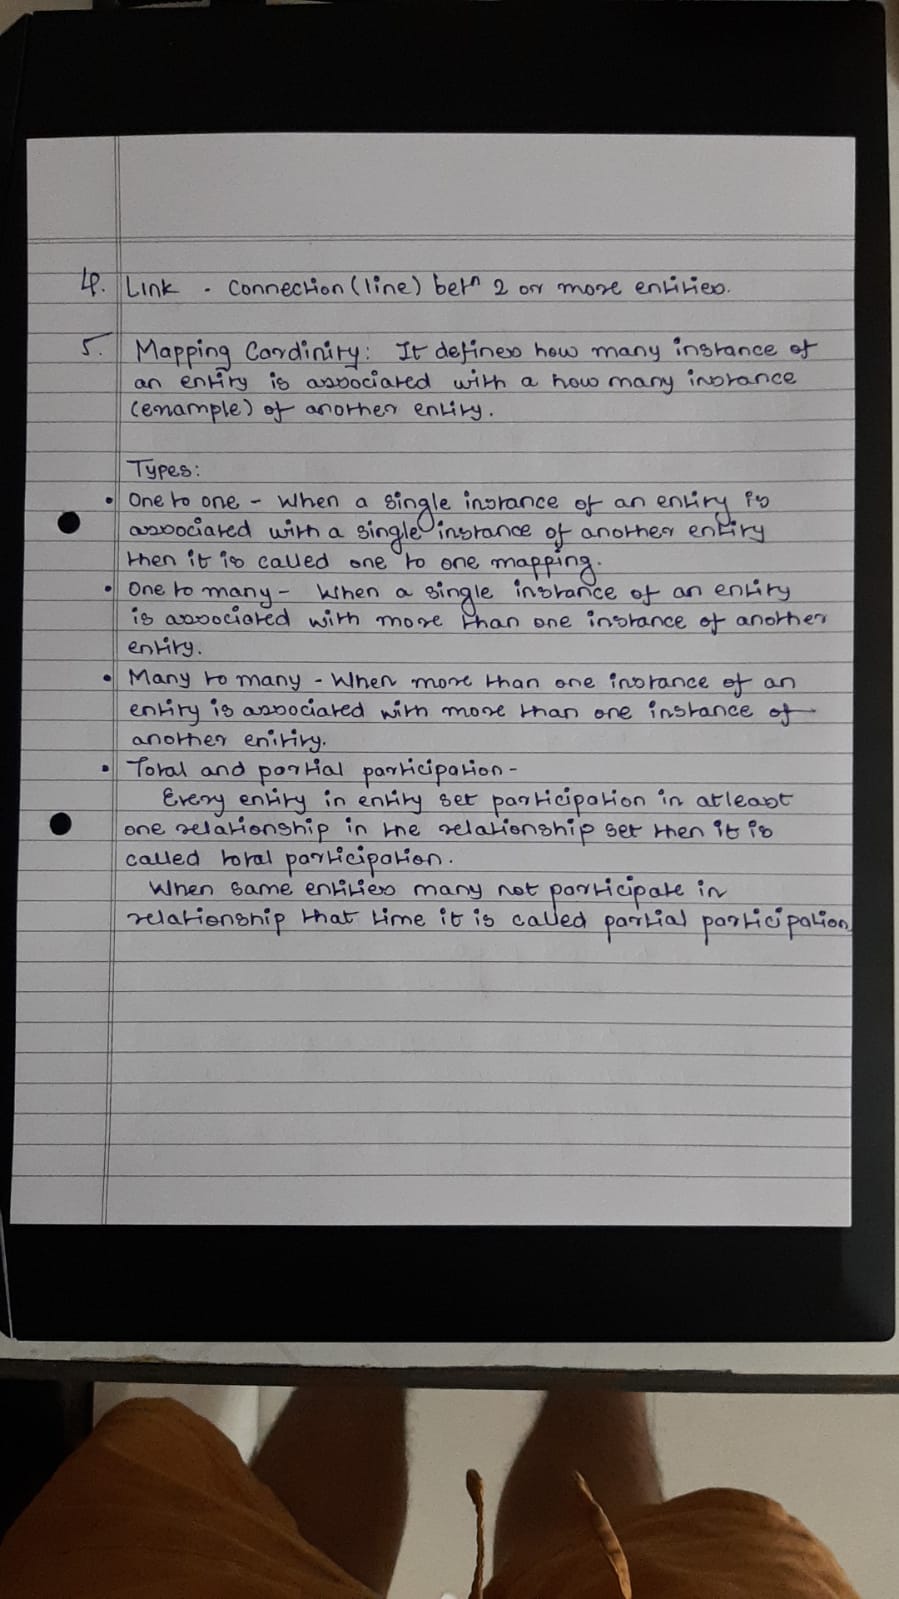 4. Link - Connection (line) betn 2 or more entities.
5. Mapping Cardinity: It defines how many instance of
an entity is associated with a how many instance
(enample) of another entity.
Types:
• One to one - When a single instance of an entity is
associated with a single instance of another entity
then it is called one to one mapping.
• One to many - When a single instance of an entity
is associated with more than one instance of another
entity.
• Many to many - When more than one instance of an
entity is associated with more than one instance of
another enitity.
• Total and partial participation -
Every entity in entity set participation in atleast
one relationship in the relationship set then it is
called total participation.
When same entities many not participate in
relationship that time it is called partial participation